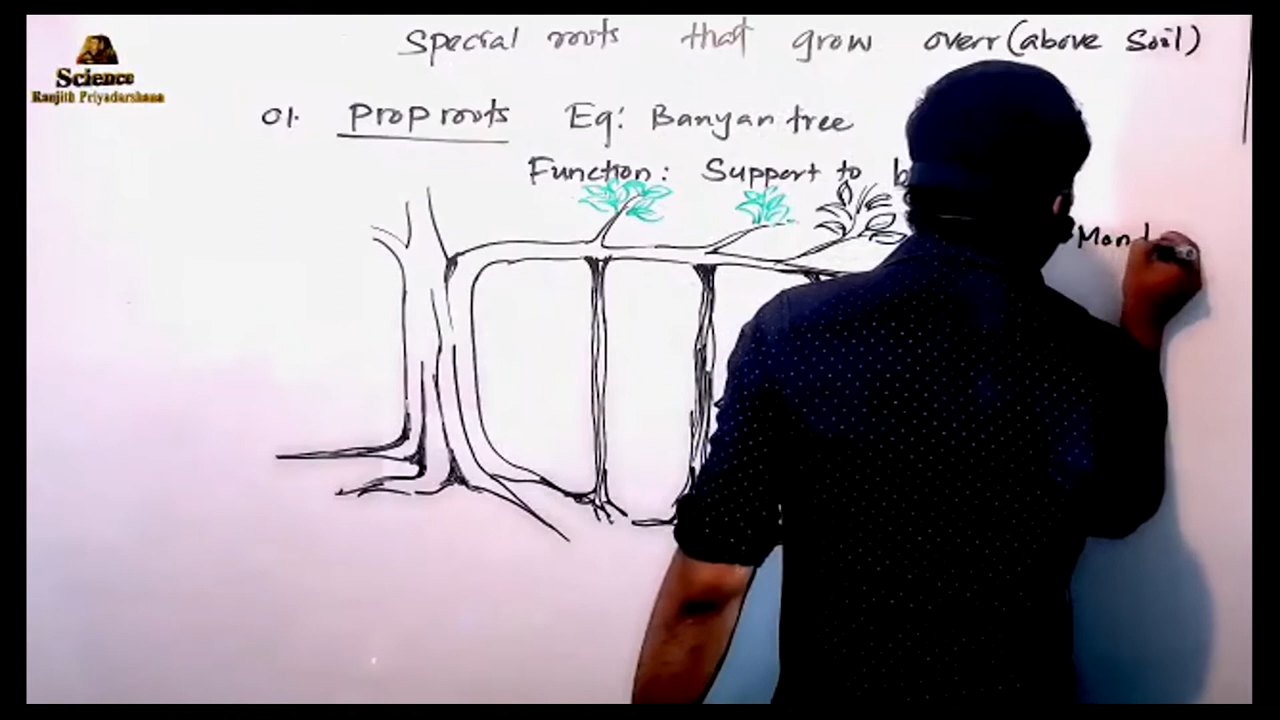 Special roots that grow overr (above Soil)
Science
Ranjith Priyadarshana
01. Prop roots Eg: Banyan tree
Function: Support to